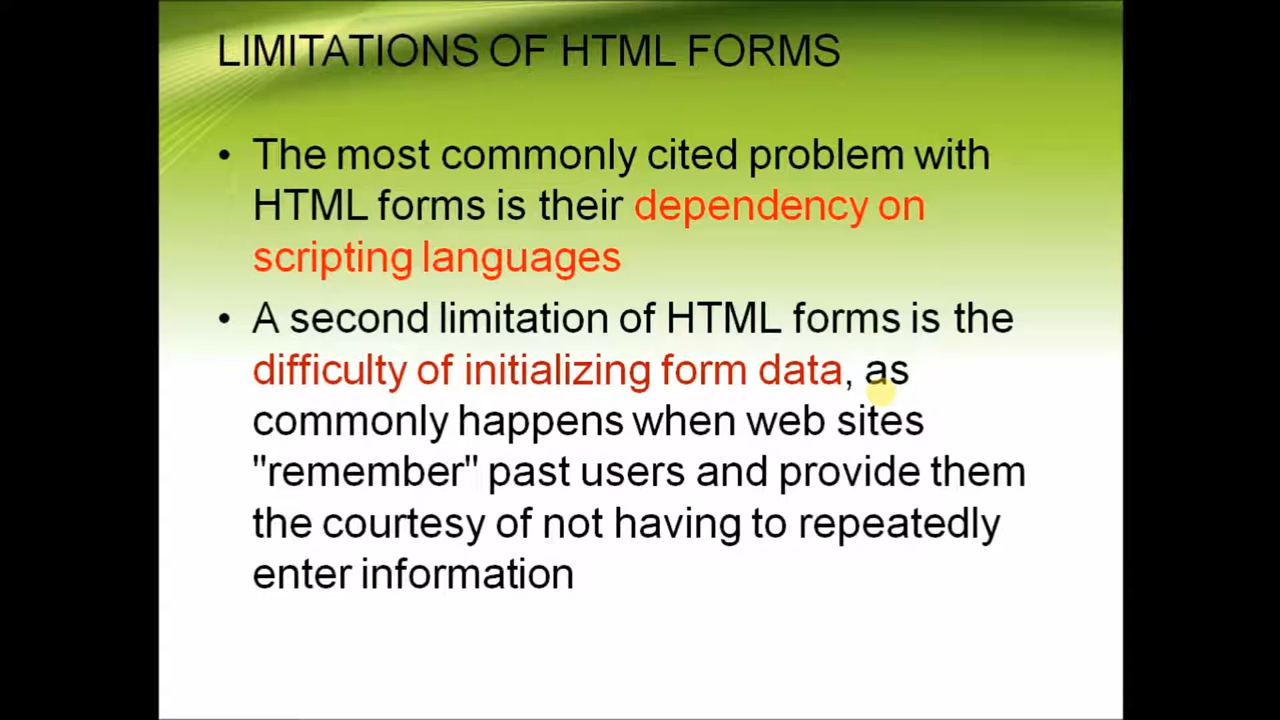 LIMITATIONS OF HTML FORMS
• The most commonly cited problem with
HTML forms is their dependency on
scripting languages
• A second limitation of HTML forms is the
difficulty of initializing form data, as
commonly happens when web sites
"remember" past users and provide them
the courtesy of not having to repeatedly
enter information